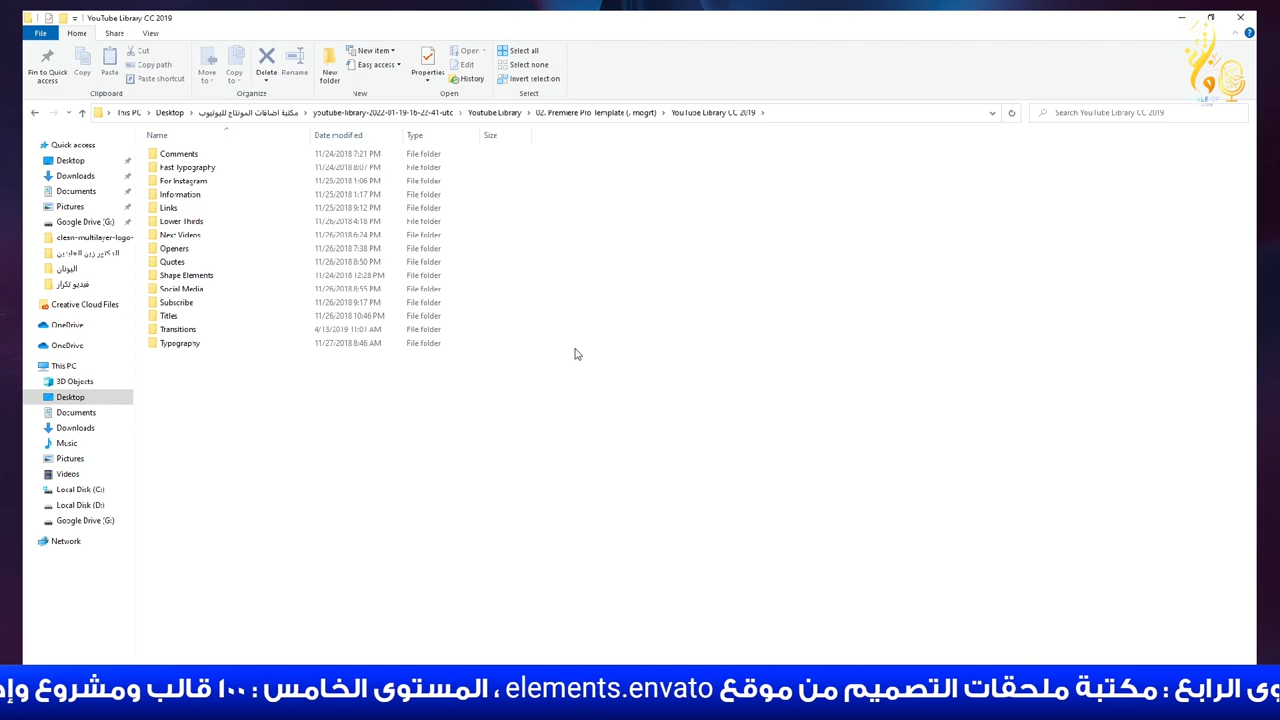 YouTube Library CC 2019
File Home Share View
Pin to Quick access
Copy
Paste
Cut
Copy path
Paste shortcut
Clipboard
Move to
Copy to
Delete
Rename
Organize
New folder
New item
Easy access
New
Properties
Open
Edit
History
Open
Select all
Select none
Invert selection
Select
This PC > Desktop > مكتبة اضافات المونتاج لليوتيوب > youtube-library-2022-01-19-16-22-41-utc > Youtube Library > 02. Premiere Pro Template (. mogrt) > YouTube Library CC 2019 >
Search YouTube Library CC 2019
Name Date modified Type Size
Comments 11/24/2018 7:21 PM File folder
Fast Typography 11/24/2018 8:07 PM File folder
For Instagram 11/25/2018 1:06 PM File folder
Information 11/25/2018 1:17 PM File folder
Links 11/25/2018 9:12 PM File folder
Lower Thirds 11/26/2018 4:18 PM File folder
Next Videos 11/26/2018 6:24 PM File folder
Openers 11/26/2018 7:38 PM File folder
Quotes 11/26/2018 8:50 PM File folder
Shape Elements 11/24/2018 12:28 PM File folder
Social Media 11/26/2018 8:55 PM File folder
Subscribe 11/26/2018 9:17 PM File folder
Titles 11/26/2018 10:46 PM File folder
Transitions 4/13/2019 11:01 AM File folder
Typography 11/27/2018 8:46 AM File folder
Quick access
Desktop
Downloads
Documents
Pictures
Google Drive (G:)
clean-multilayer-logo-
الدكتور زين العابدين
اليونان
فيديو تكرار
Creative Cloud Files
OneDrive
OneDrive
This PC
3D Objects
Desktop
Documents
Downloads
Music
Pictures
Videos
Local Disk (C:)
Local Disk (D:)
Google Drive (G:)
Network
وى الرابع : مكتبة ملحقات التصميم من موقع elements.envato ، المستوى الخامس : ١٠٠ قالب ومشروع وإ